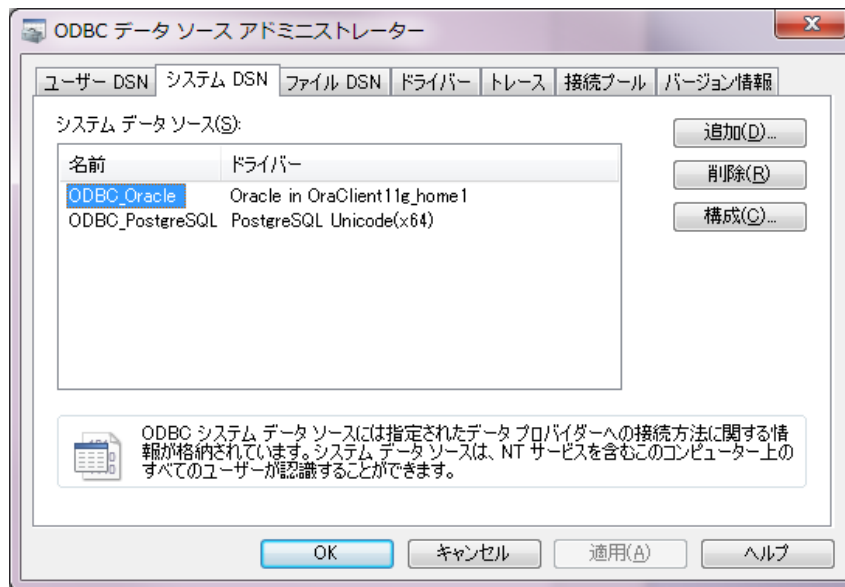 ODBC データ ソース アドミニストレーター
ユーザー DSN システム DSN ファイル DSN ドライバー トレース 接続プール バージョン情報
システム データ ソース(S):
名前 ドライバー
ODBC_Oracle Oracle in OraClient11g_home1
ODBC_PostgreSQL PostgreSQL Unicode(x64)
追加(D)...
削除(R)
構成(C)...
ODBC システム データ ソースには指定されたデータ プロバイダーへの接続方法に関する情
報が格納されています。システム データ ソースは、NT サービスを含むこのコンピューター上の
すべてのユーザーが認識することができます。
OK キャンセル 適用(A) ヘルプ